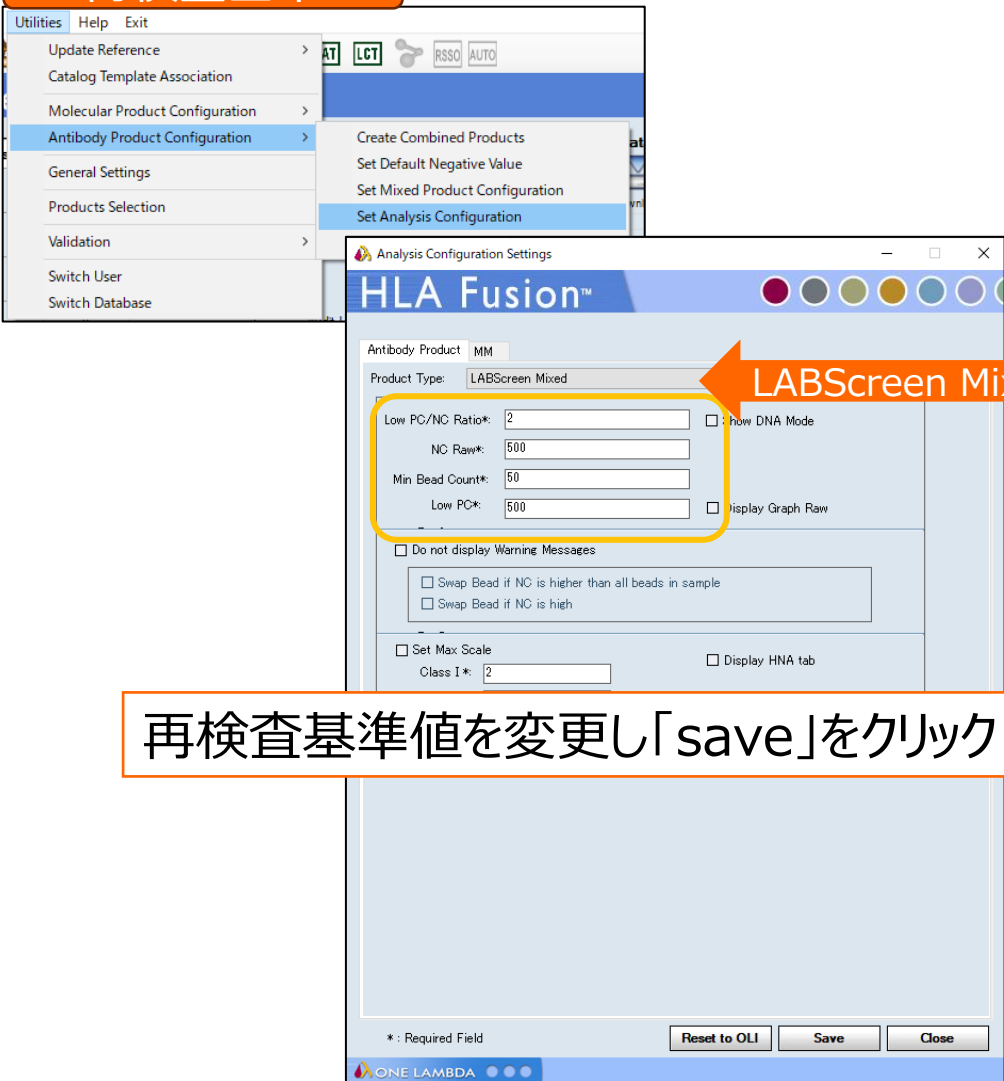 Utilities Help Exit
Update Reference >
AT LCT RSSO AUTO
Catalog Template Association
Molecular Product Configuration >
Antibody Product Configuration >
Create Combined Products
General Settings
Set Default Negative Value
Set Mixed Product Configuration
Products Selection
Set Analysis Configuration
Validation >
Switch User
Switch Database
Analysis Configuration Settings
HLA Fusion™
Antibody Product MM
Product Type: LABScreen Mixed
LABScreen Mi
Low PC/NC Ratio*: 2
Show DNA Mode
NC Raw*: 500
Min Bead Count*: 50
Low PC*: 500
Display Graph Raw
Do not display Warning Messages
Swap Bead if NC is higher than all beads in sample
Swap Bead if NC is high
Set Max Scale
Display HNA tab
Class I*: 2
再検査基準値を変更し「save」をクリック
* : Required Field
Reset to OLI Save Close
ONE LAMBDA